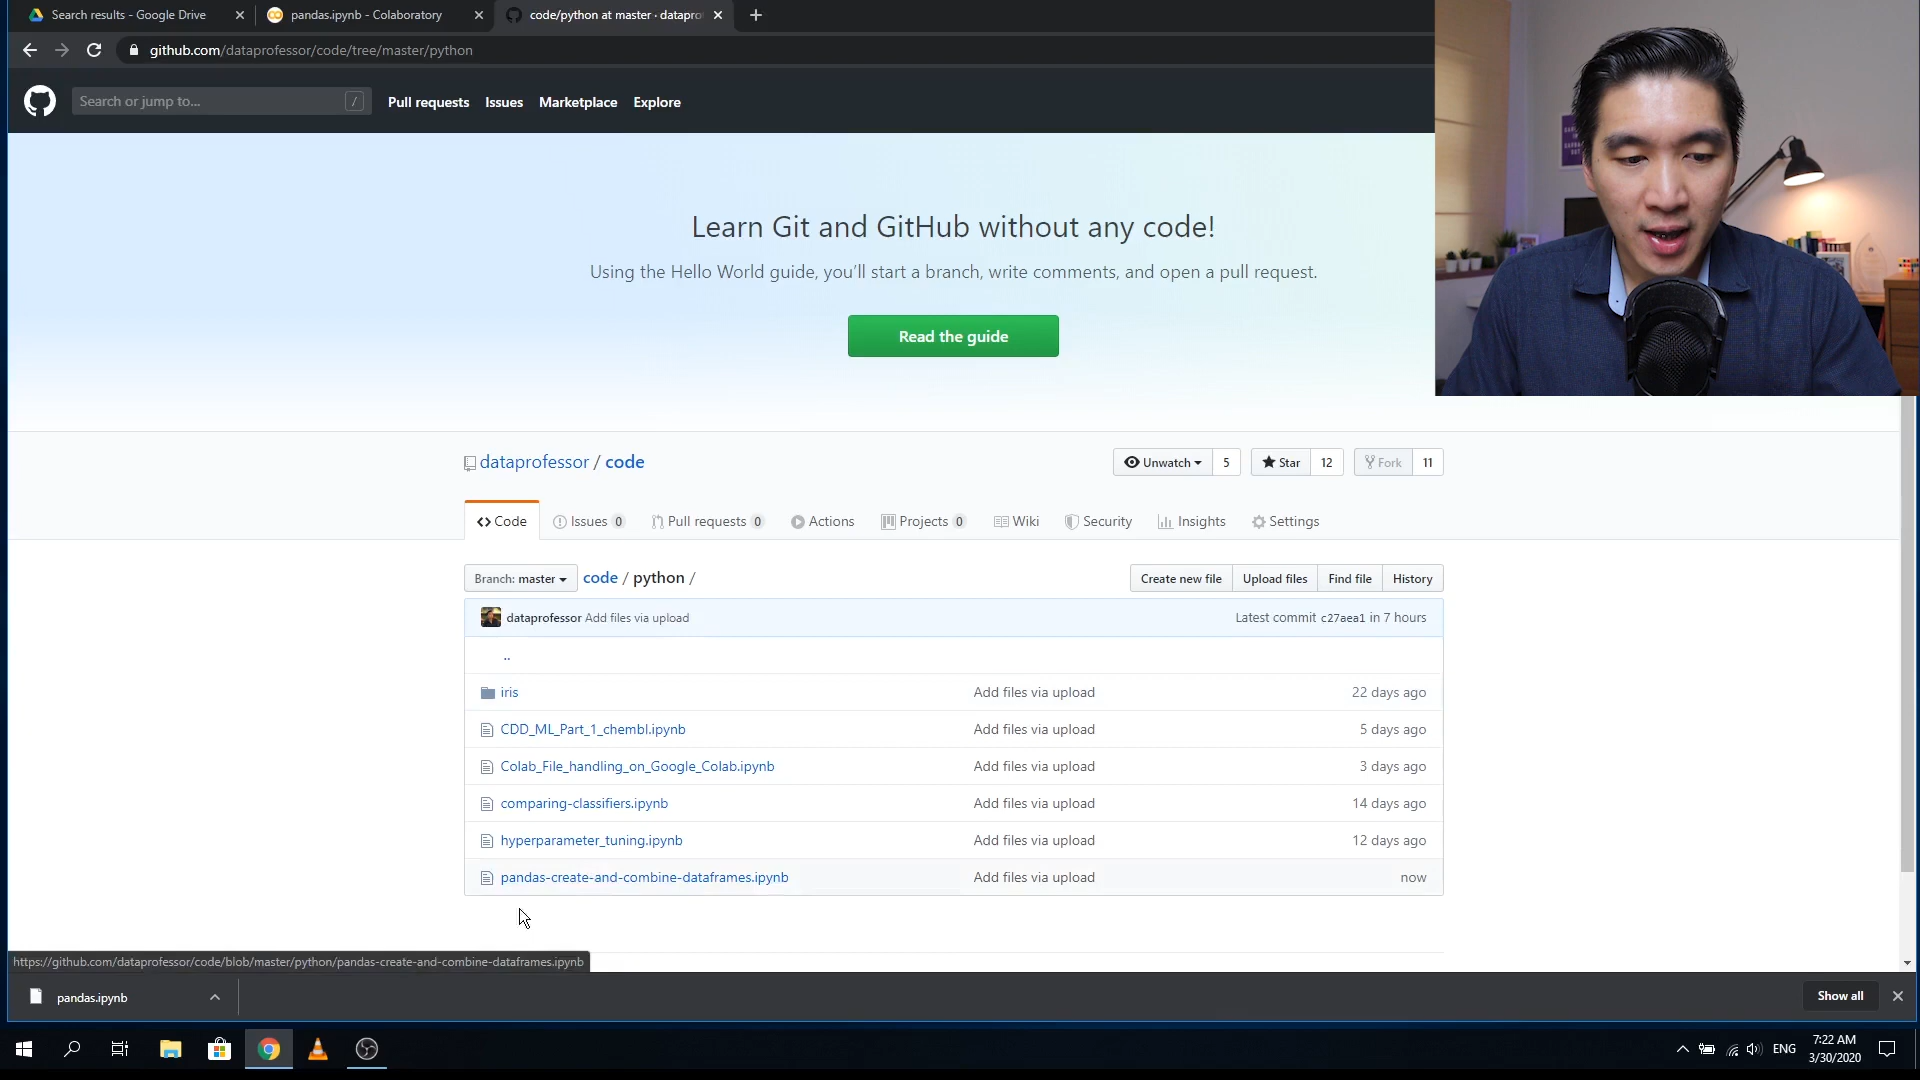 Search results - Google Drive
pandas.ipynb - Colaboratory
code/python at master · datapro
github.com/dataprofessor/code/tree/master/python
Search or jump to... /
Pull requests Issues Marketplace Explore
Learn Git and GitHub without any code!
Using the Hello World guide, you’ll start a branch, write comments, and open a pull request.
Read the guide
dataprofessor / code
Unwatch 5 Star 12 Fork 11
Code Issues 0 Pull requests 0 Actions Projects 0 Wiki Security Insights Settings
Branch: master code / python /
Create new file Upload files Find file History
dataprofessor Add files via upload Latest commit c27aea1 in 7 hours
..
iris Add files via upload 22 days ago
CDD_ML_Part_1_chembl.ipynb Add files via upload 5 days ago
Colab_File_handling_on_Google_Colab.ipynb Add files via upload 3 days ago
comparing-classifiers.ipynb Add files via upload 14 days ago
hyperparameter_tuning.ipynb Add files via upload 12 days ago
pandas-create-and-combine-dataframes.ipynb Add files via upload now
https://github.com/dataprofessor/code/blob/master/python/pandas-create-and-combine-dataframes.ipynb
pandas.ipynb
Show all
ENG
7:22 AM
3/30/2020